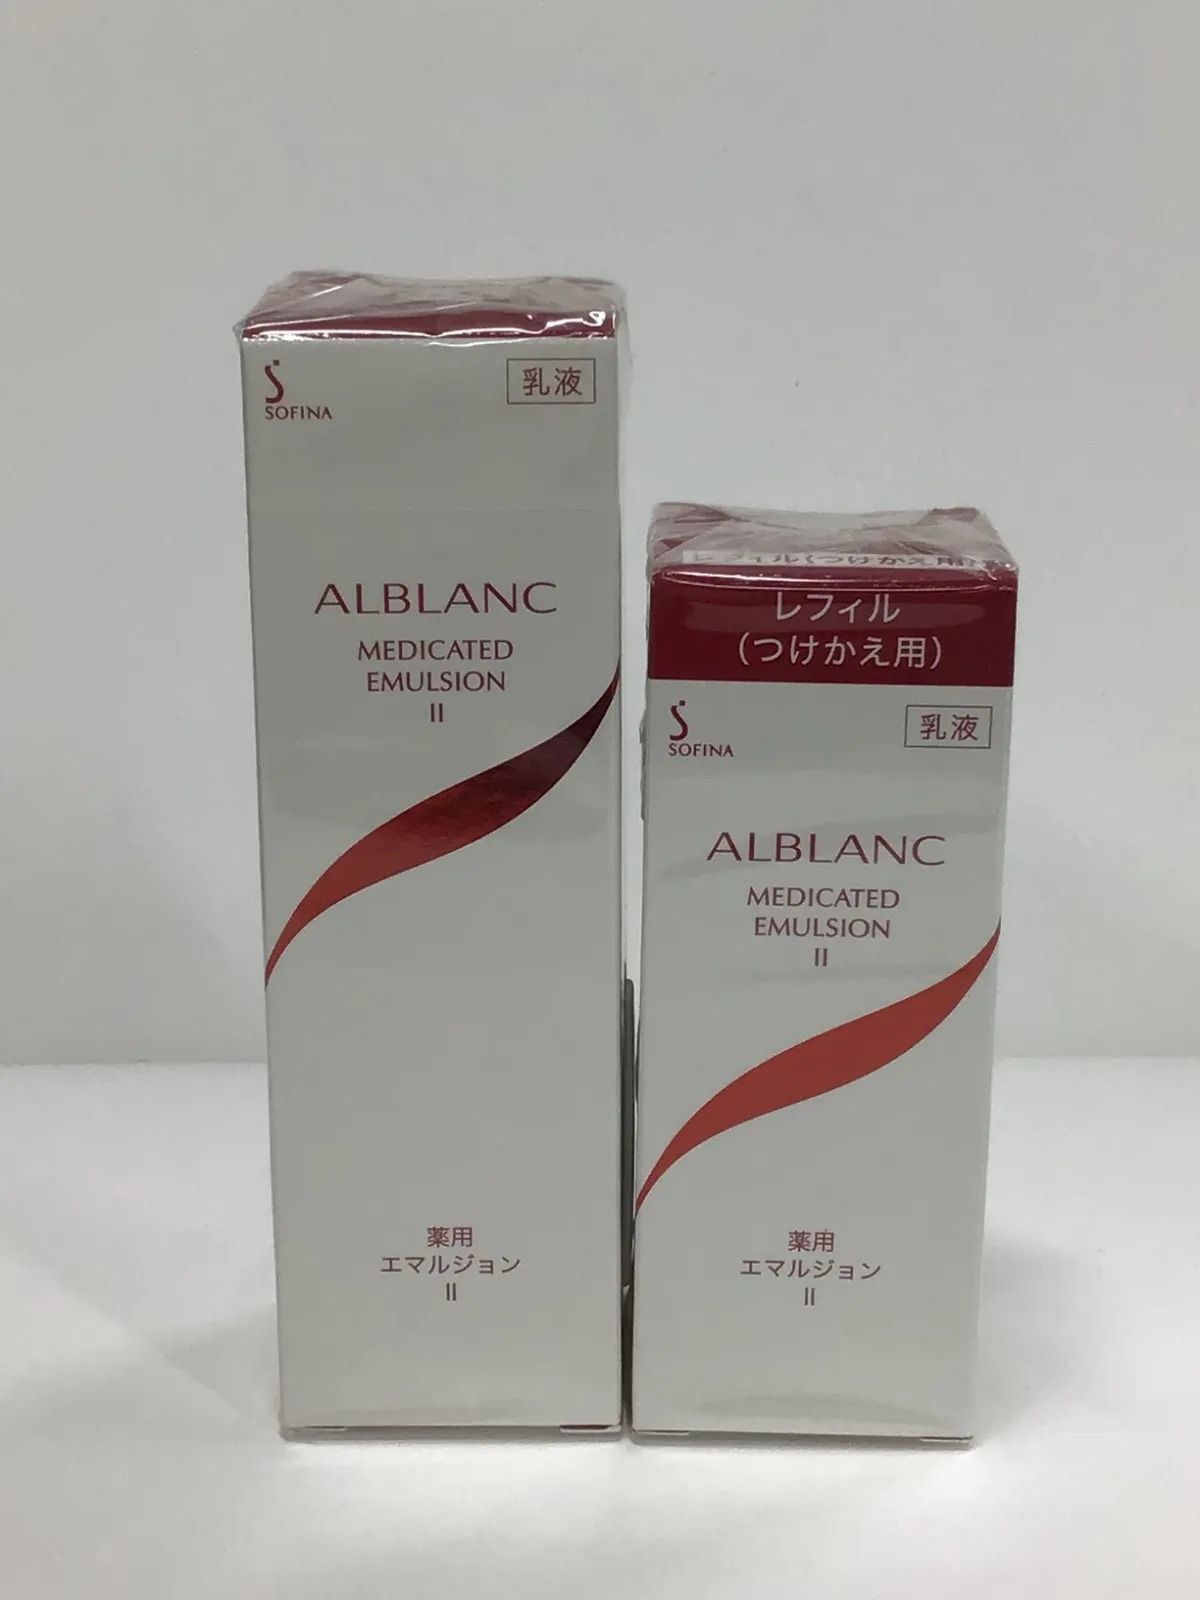 SOFINA
乳液
ALBLANC
MEDICATED
EMULSION
II
薬用
エマルジョン
II
レフィル(つけかえ用)
レフィル
(つけかえ用)
SOFINA
乳液
ALBLANC
MEDICATED
EMULSION
II
薬用
エマルジョン
II